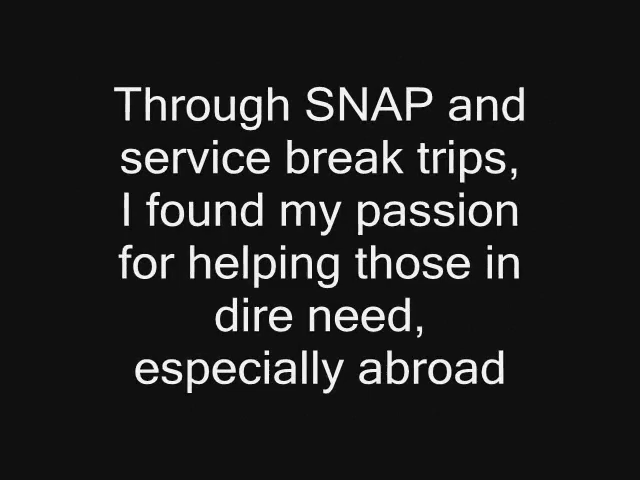 Through SNAP and
service break trips,
I found my passion
for helping those in
dire need,
especially abroad